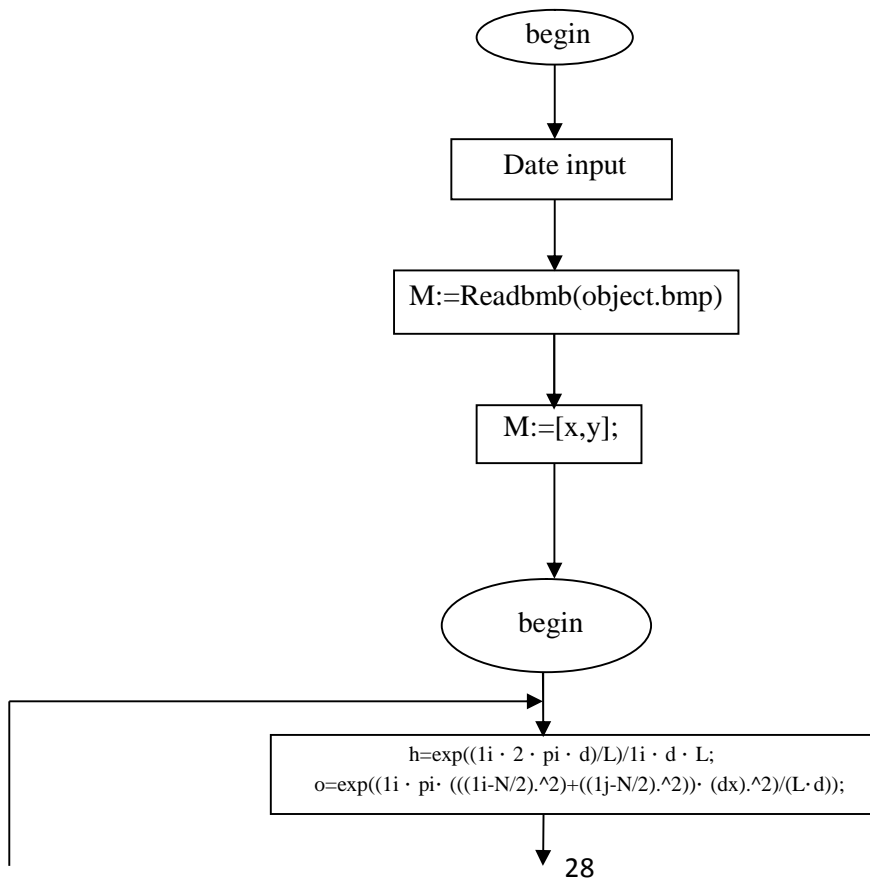 begin
Date input
M:=Readbmb(object.bmp)
M:=[x,y];
begin
h=exp((1i · 2 · pi · d)/L)/1i · d · L;
o=exp((1i · pi· (((1i-N/2).^2)+((1j-N/2).^2))· (dx).^2)/(L·d));
28